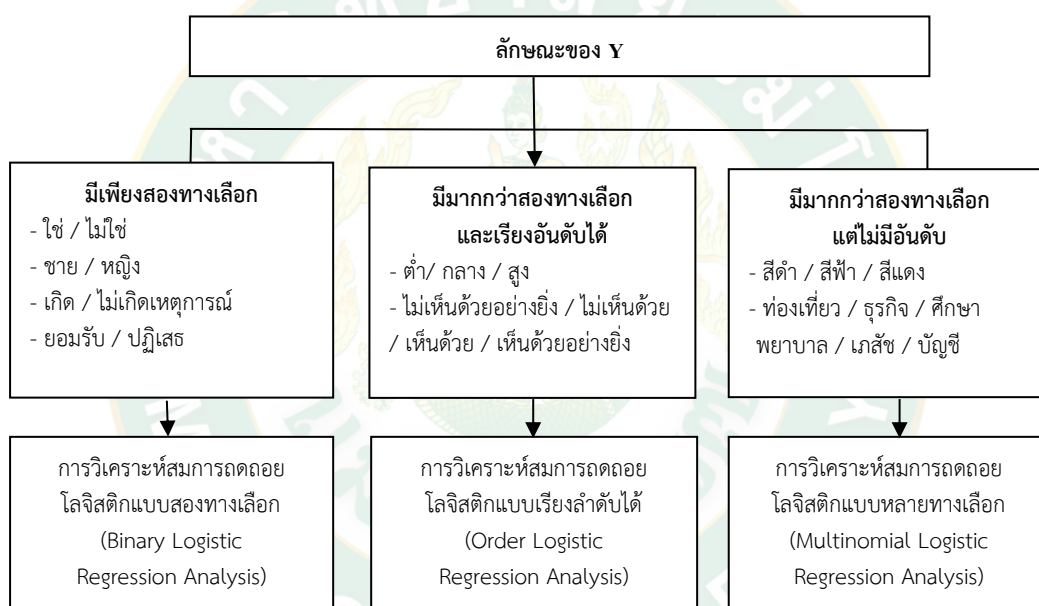 ลักษณะของ Y
มีเพียงสองทางเลือก
- ใช่ / ไม่ใช่
- ชาย / หญิง
- เกิด / ไม่เกิดเหตุการณ์
- ยอมรับ / ปฏิเสธ
มีมากกว่าสองทางเลือก
และเรียงอันดับได้
- ต่ำ/ กลาง / สูง
- ไม่เห็นด้วยอย่างยิ่ง / ไม่เห็นด้วย
/ เห็นด้วย / เห็นด้วยอย่างยิ่ง
มีมากกว่าสองทางเลือก
แต่ไม่มีอันดับ
- สีดำ / สีฟ้า / สีแดง
- ท่องเที่ยว / ธุรกิจ / ศึกษา
พยาบาล / เภสัช / บัญชี
การวิเคราะห์สมการถดถอย
โลจิสติกแบบสองทางเลือก
(Binary Logistic
Regression Analysis)
การวิเคราะห์สมการถดถอย
โลจิสติกแบบเรียงลำดับได้
(Order Logistic
Regression Analysis)
การวิเคราะห์สมการถดถอย
โลจิสติกแบบหลายทางเลือก
(Multinomial Logistic
Regression Analysis)